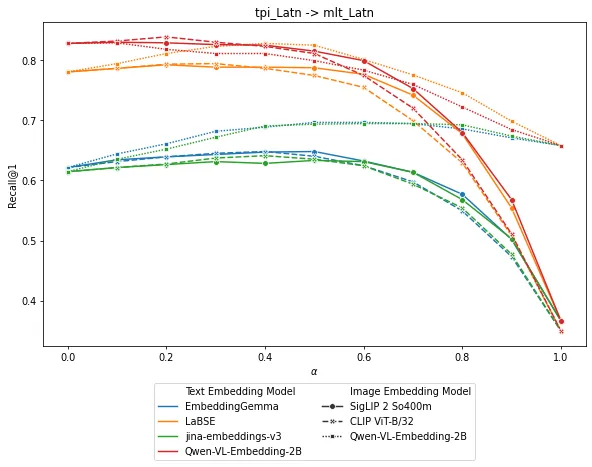 tpi_Latn -> mlt_Latn
Recall@1
0.8
0.7
0.6
0.5
0.4
0.0
0.2
0.4
0.6
0.8
1.0
α
Text Embedding Model
EmbeddingGemma
LaBSE
jina-embeddings-v3
Qwen-VL-Embedding-2B
Image Embedding Model
SigLIP 2 So400m
CLIP ViT-B/32
Qwen-VL-Embedding-2B